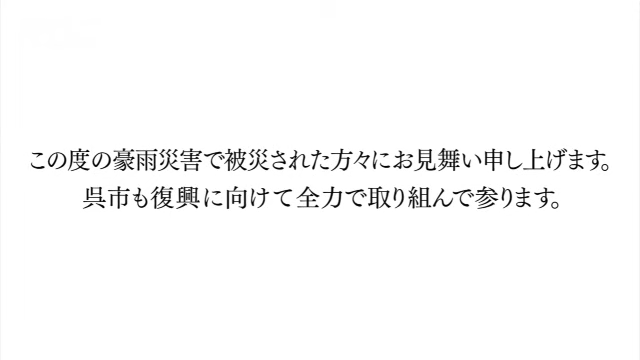 この度の豪雨災害で被災された方々にお見舞い申し上げます。
呉市も復興に向けて全力で取り組んで参ります。